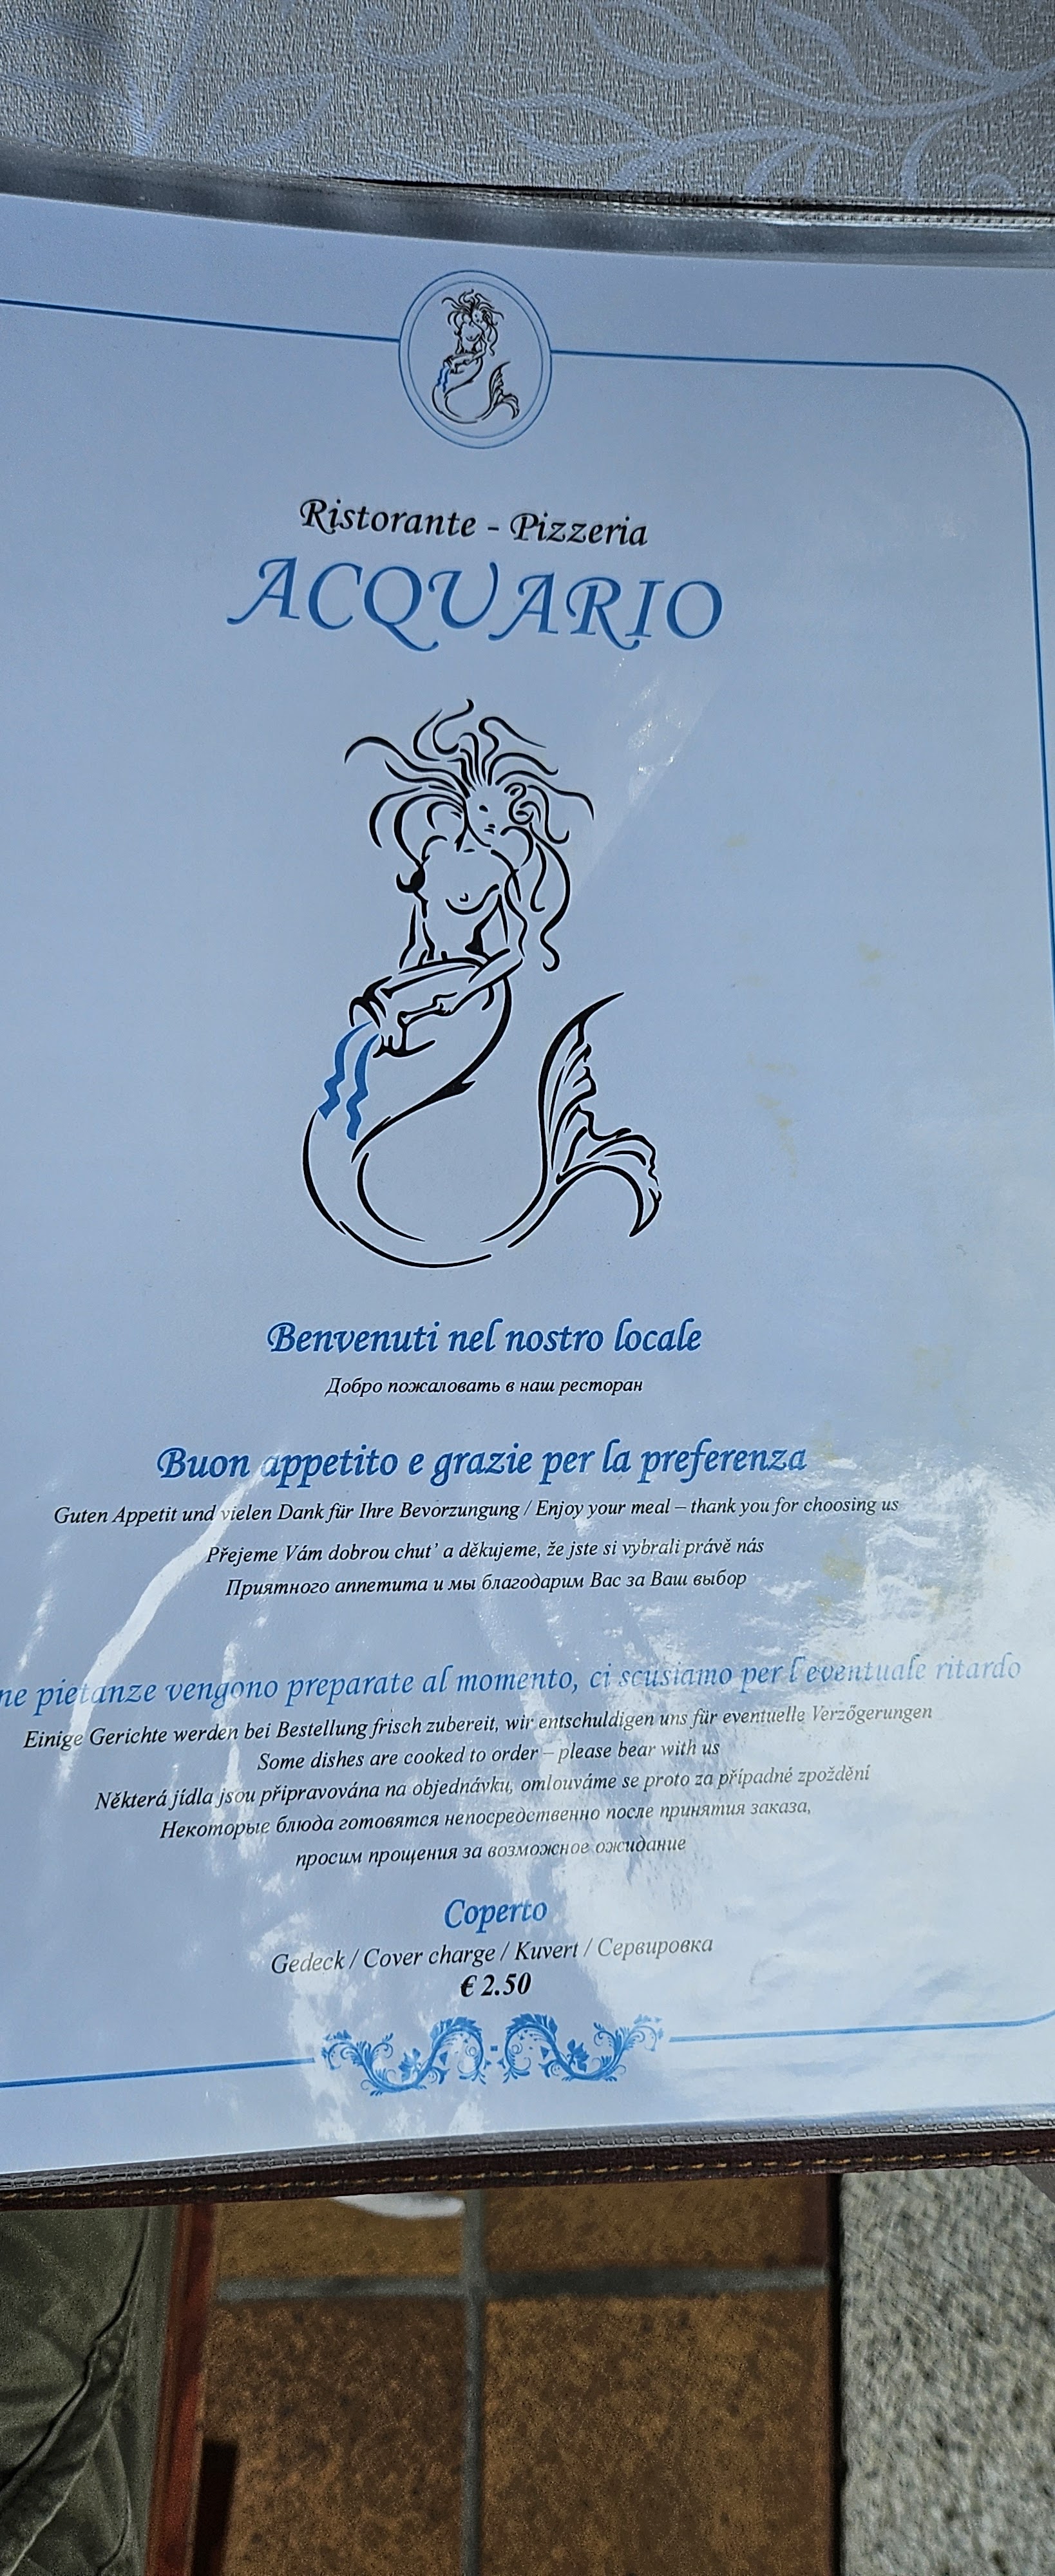 Ristorante - Pizzeria
ACQUARIO
Benvenuti nel nostro locale
Добро пожаловать в наш ресторан
Buon appetito e grazie per la preferenza
Guten Appetit und vielen Dank für Ihre Bevorzungung / Enjoy your meal – thank you for choosing us
Přejeme Vám dobrou chut’ a děkujeme, že jste si vybrali právě nás
Приятного аппетита и мы благодарим Вас за Ваш выбор
pietanze vengono preparate al momento, ci scusiamo per l'eventuale ritardo
Einige Gerichte werden bei Bestellung frisch zubereit, wir entschuldigen uns für eventuelle Verzőgerungen
Some dishes are cooked to order – please bear with us
Některá jídla jsou připravována na objednávku, omlouváme se proto za případné zpoždění
Некоторые блюда готовятся непосредственно после принятия заказа,
просим прощения за возможное ожидание
Coperto
Gedeck / Cover charge / Kuvert / Сервировка
€ 2.50